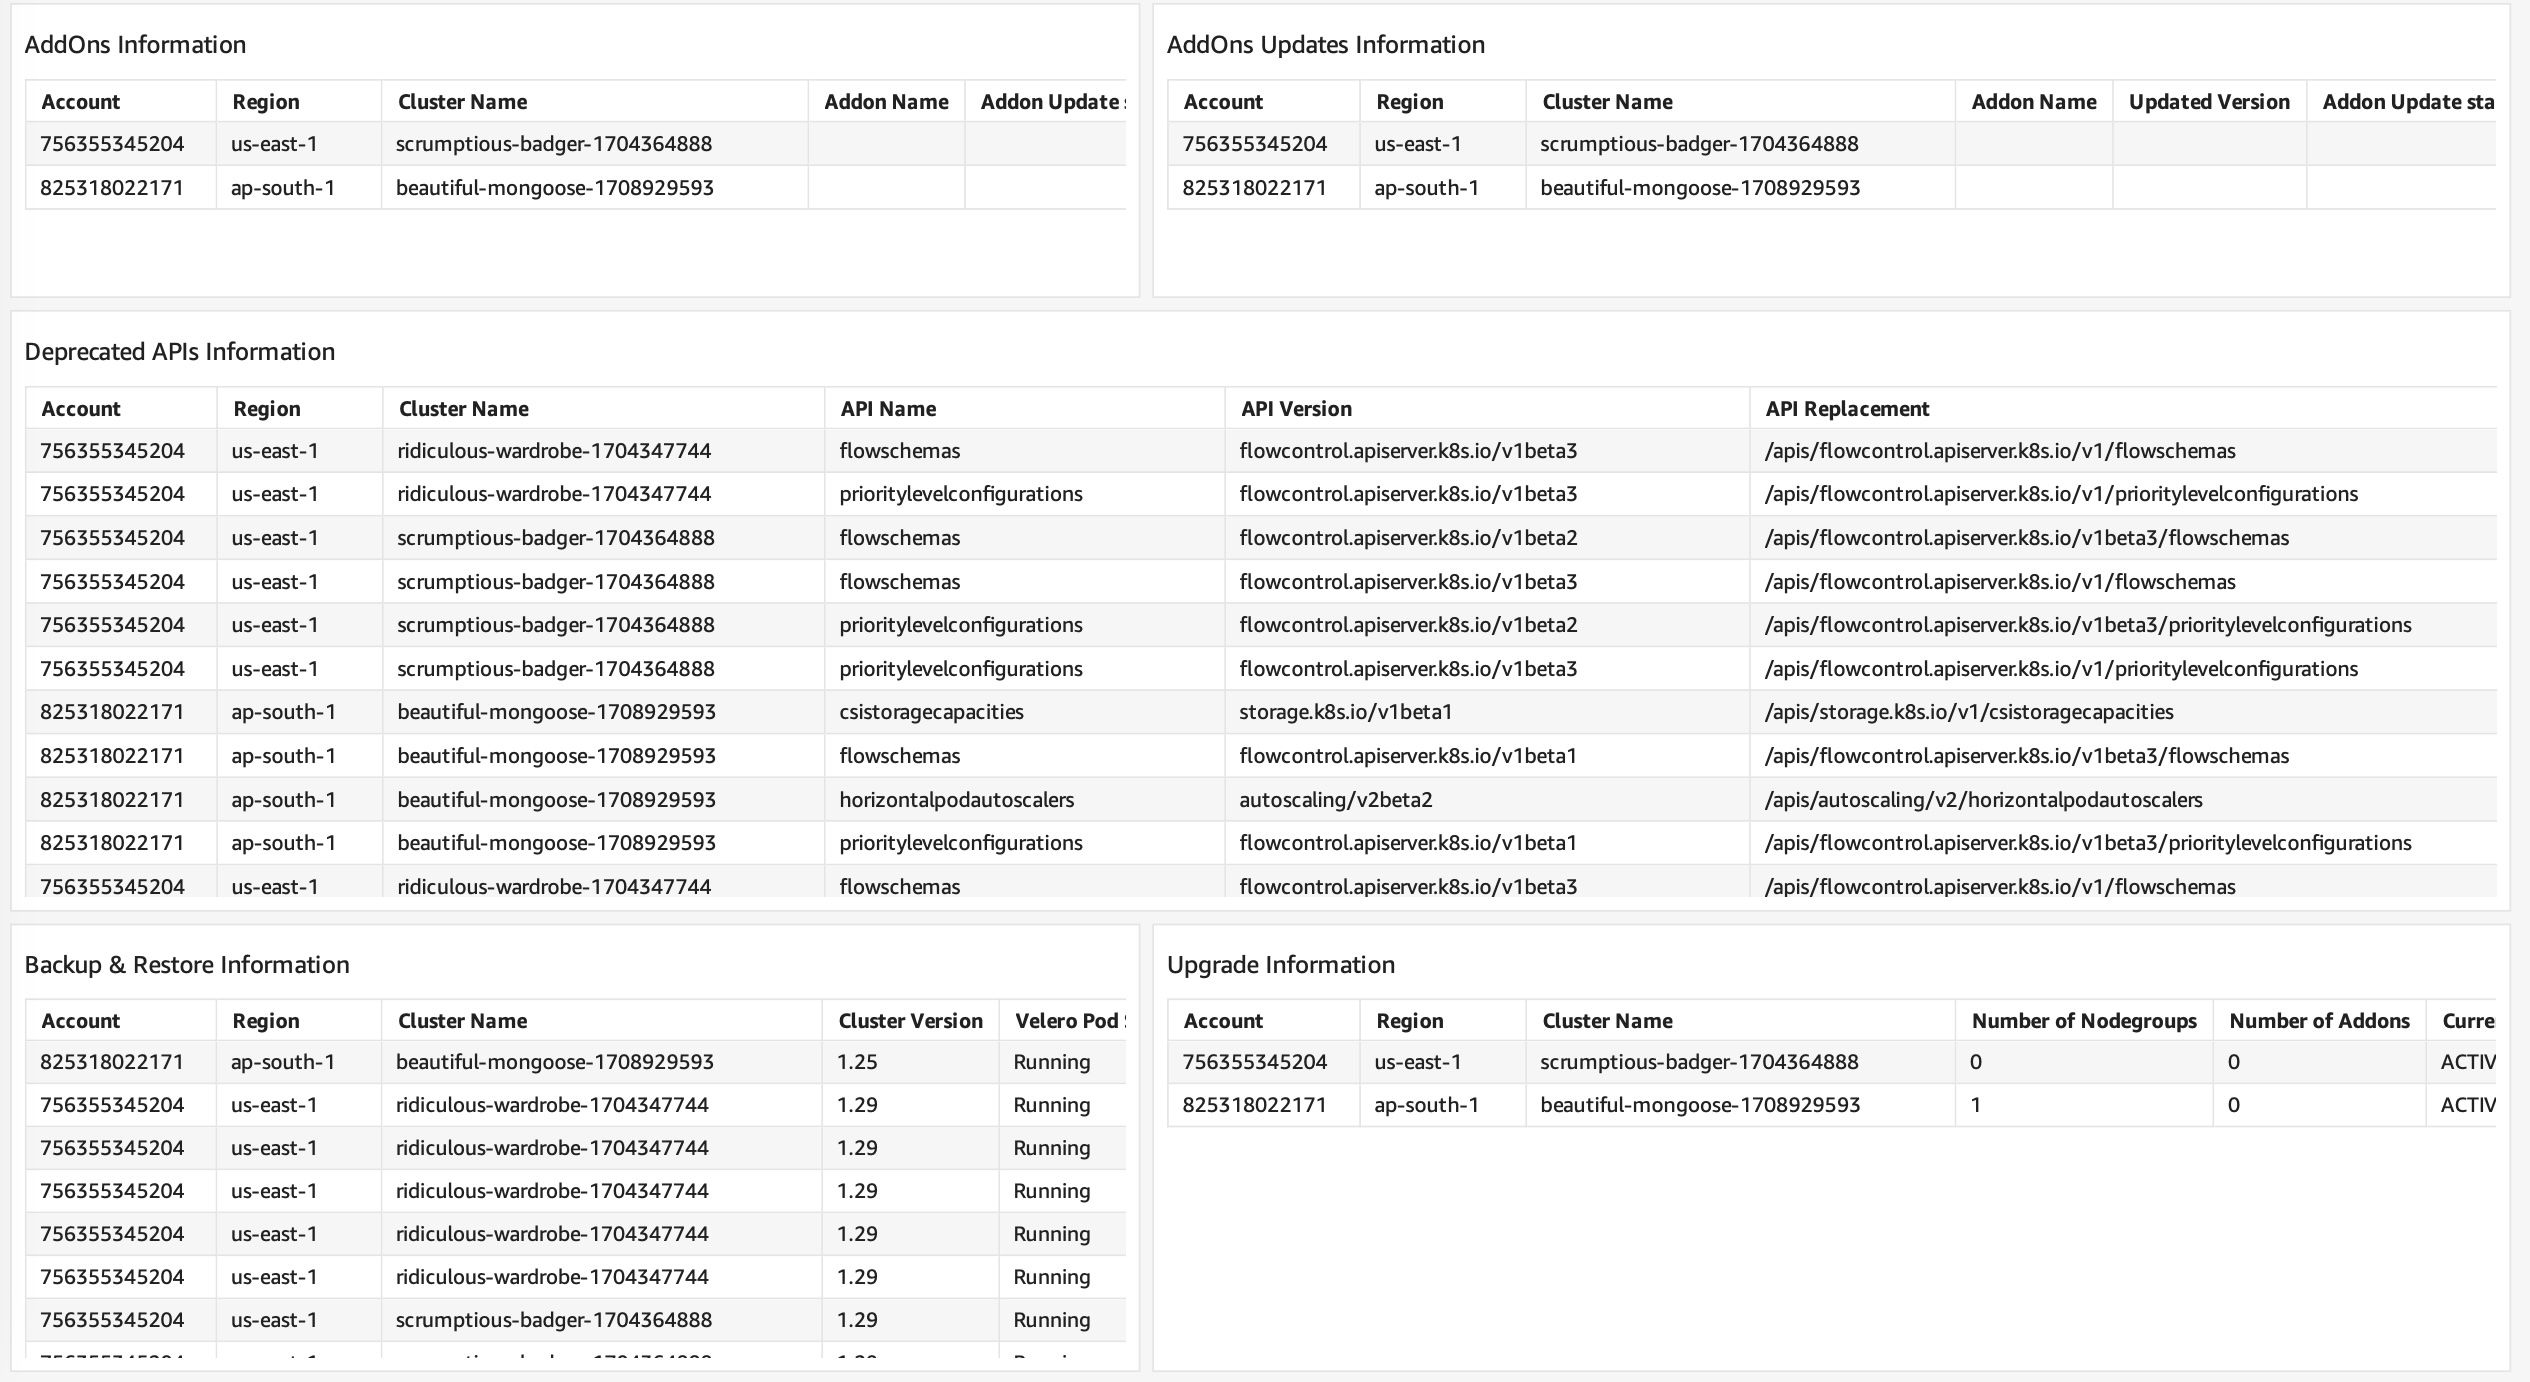 AddOns Information
Account Region Cluster Name Addon Name Addon Update
756355345204 us-east-1 scrumptious-badger-1704364888
825318022171 ap-south-1 beautiful-mongoose-1708929593
AddOns Updates Information
Account Region Cluster Name Addon Name Updated Version Addon Update sta
756355345204 us-east-1 scrumptious-badger-1704364888
825318022171 ap-south-1 beautiful-mongoose-1708929593
Deprecated APIs Information
Account Region Cluster Name API Name API Version API Replacement
756355345204 us-east-1 ridiculous-wardrobe-1704347744 flowschemas flowcontrol.apiserver.k8s.io/v1beta3 /apis/flowcontrol.apiserver.k8s.io/v1/flowschemas
756355345204 us-east-1 ridiculous-wardrobe-1704347744 prioritylevelconfigurations flowcontrol.apiserver.k8s.io/v1beta3 /apis/flowcontrol.apiserver.k8s.io/v1/prioritylevelconfigurations
756355345204 us-east-1 scrumptious-badger-1704364888 flowschemas flowcontrol.apiserver.k8s.io/v1beta2 /apis/flowcontrol.apiserver.k8s.io/v1beta3/flowschemas
756355345204 us-east-1 scrumptious-badger-1704364888 flowschemas flowcontrol.apiserver.k8s.io/v1beta3 /apis/flowcontrol.apiserver.k8s.io/v1/flowschemas
756355345204 us-east-1 scrumptious-badger-1704364888 prioritylevelconfigurations flowcontrol.apiserver.k8s.io/v1beta2 /apis/flowcontrol.apiserver.k8s.io/v1beta3/prioritylevelconfigurations
756355345204 us-east-1 scrumptious-badger-1704364888 prioritylevelconfigurations flowcontrol.apiserver.k8s.io/v1beta3 /apis/flowcontrol.apiserver.k8s.io/v1/prioritylevelconfigurations
825318022171 ap-south-1 beautiful-mongoose-1708929593 csistoragecapacities storage.k8s.io/v1beta1 /apis/storage.k8s.io/v1/csistoragecapacities
825318022171 ap-south-1 beautiful-mongoose-1708929593 flowschemas flowcontrol.apiserver.k8s.io/v1beta1 /apis/flowcontrol.apiserver.k8s.io/v1beta3/flowschemas
825318022171 ap-south-1 beautiful-mongoose-1708929593 horizontalpodautoscalers autoscaling/v2beta2 /apis/autoscaling/v2/horizontalpodautoscalers
825318022171 ap-south-1 beautiful-mongoose-1708929593 prioritylevelconfigurations flowcontrol.apiserver.k8s.io/v1beta1 /apis/flowcontrol.apiserver.k8s.io/v1beta3/prioritylevelconfigurations
756355345204 us-east-1 ridiculous-wardrobe-1704347744 flowschemas flowcontrol.apiserver.k8s.io/v1beta3 /apis/flowcontrol.apiserver.k8s.io/v1/flowschemas
Backup & Restore Information
Account Region Cluster Name Cluster Version Velero Pod
825318022171 ap-south-1 beautiful-mongoose-1708929593 1.25 Running
756355345204 us-east-1 ridiculous-wardrobe-1704347744 1.29 Running
756355345204 us-east-1 ridiculous-wardrobe-1704347744 1.29 Running
756355345204 us-east-1 ridiculous-wardrobe-1704347744 1.29 Running
756355345204 us-east-1 ridiculous-wardrobe-1704347744 1.29 Running
756355345204 us-east-1 ridiculous-wardrobe-1704347744 1.29 Running
756355345204 us-east-1 scrumptious-badger-1704364888 1.29 Running
Upgrade Information
Account Region Cluster Name Number of Nodegroups Number of Addons Curre
756355345204 us-east-1 scrumptious-badger-1704364888 0 0 ACTIV
825318022171 ap-south-1 beautiful-mongoose-1708929593 1 0 ACTIV